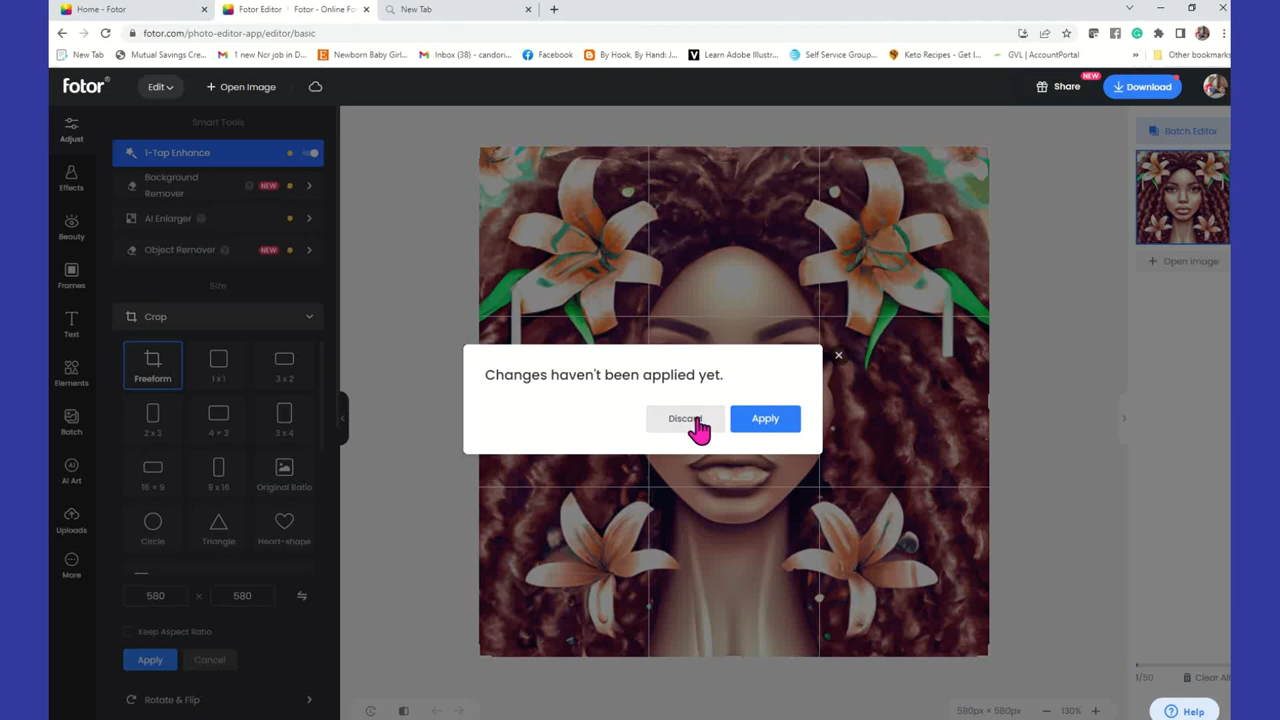 Home - Fotor
Fotor Editor
Fotor - Online Fo
New Tab
fotor.com/photo-editor-app/editor/basic
New Tab
Mutual Savings Cre...
1 new Ncr job in D...
Newborn Baby Girl...
Inbox (38) - candon...
Facebook
By Hook, By Hand: J...
Learn Adobe Illustr...
Self Service Group...
Keto Recipes - Get I...
GVL | AccountPortal
»
Other bookmarks
fotor®
Edit
+ Open Image
Share
NEW
Download
Adjust
Effects
Beauty
Frames
Text
Elements
Batch
AI Art
Uploads
More
Smart Tools
1-Tap Enhance
Background
Remover
NEW
AI Enlarger
Object Remover
NEW
Size
Crop
Freeform
1 x 1
3 x 2
2 x 3
4 x 3
3 x 4
16 x 9
9 x 16
Original Ratio
Circle
Triangle
Heart-shape
580 x 580
Keep Aspect Ratio
Apply
Cancel
Rotate & Flip
Changes haven't been applied yet.
Discard
Apply
Batch Editor
+ Open Image
1/50
Clear All
580px × 580px
130%
Help